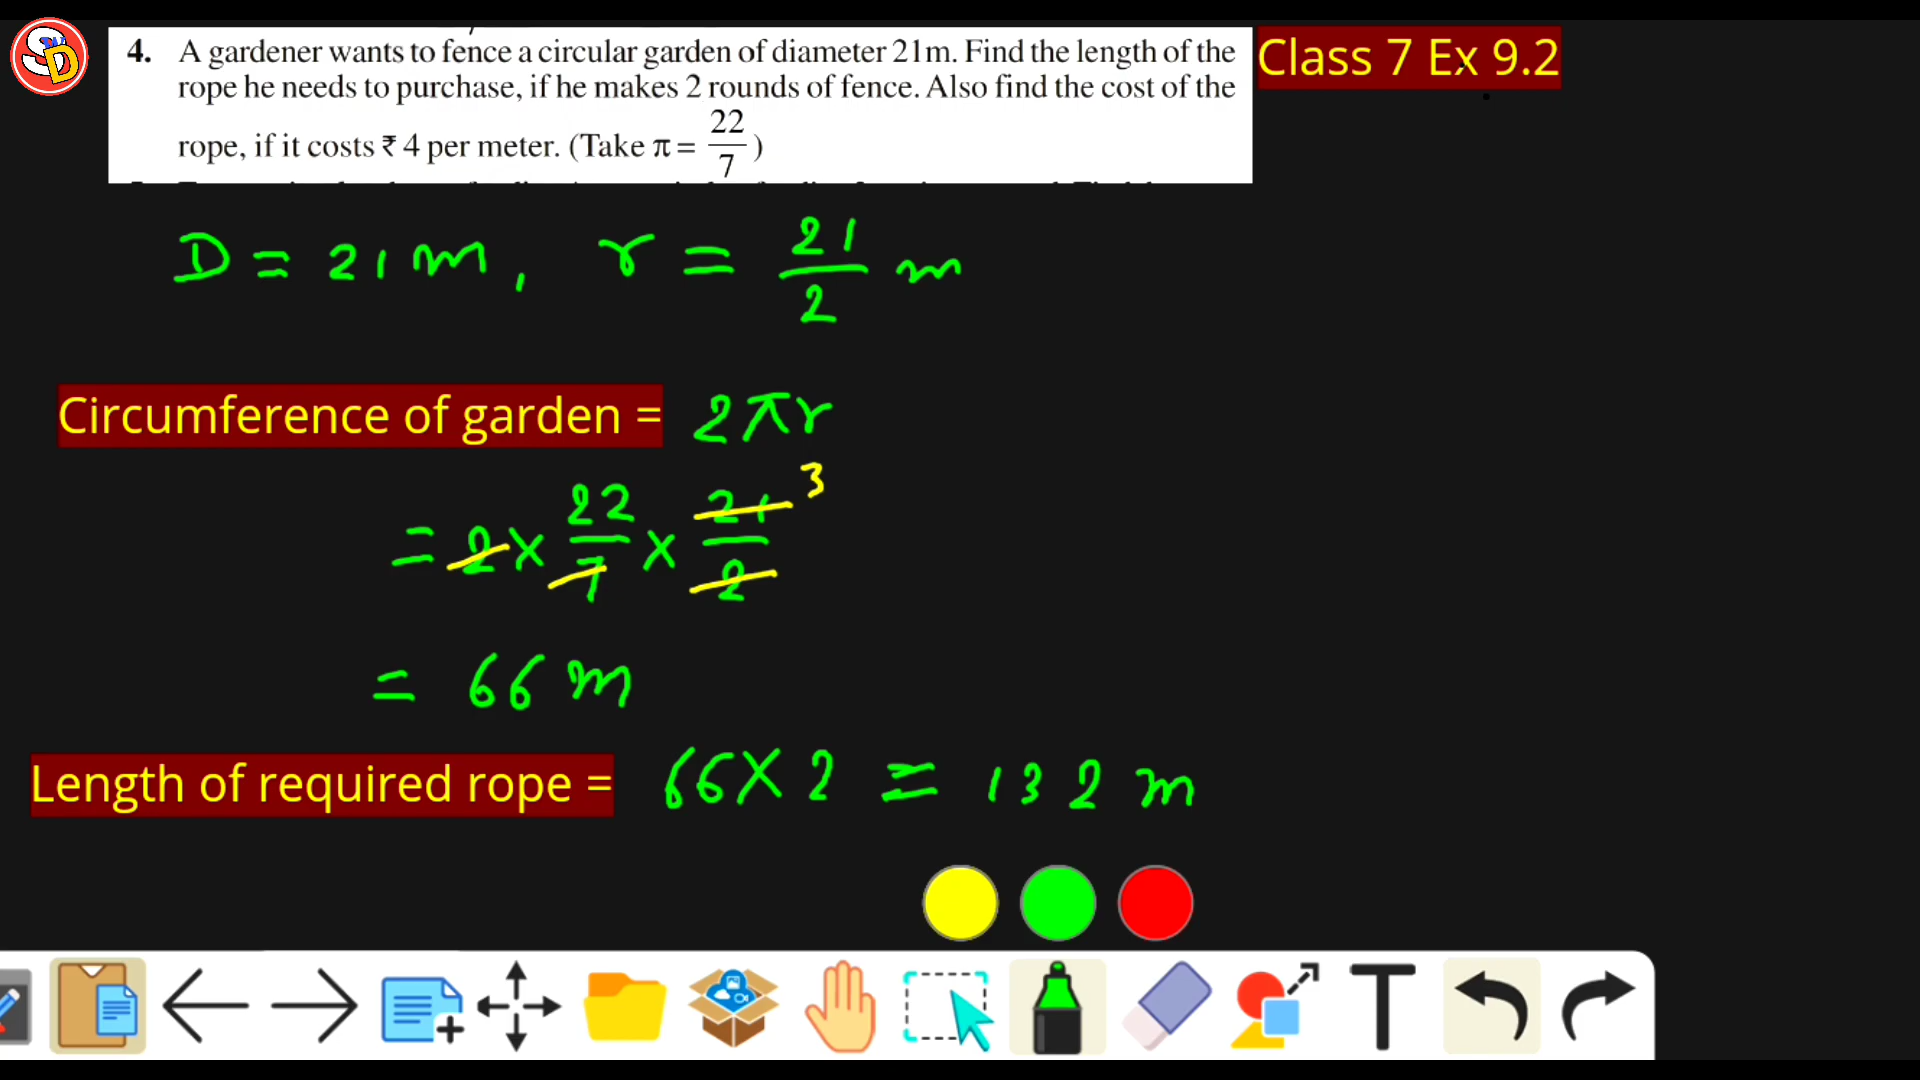 SD
4. A gardener wants to fence a circular garden of diameter 21m. Find the length of the
rope he needs to purchase, if he makes 2 rounds of fence. Also find the cost of the
rope, if it costs ₹ 4 per meter. (Take π = 22/7)
Class 7 Ex 9.2
D = 21 m, r = 21/2 m
Circumference of garden = 2πr
= 2 × 22/7 × 21/2 3
= 66 m
Length of required rope = 66 × 2 = 132 m
T